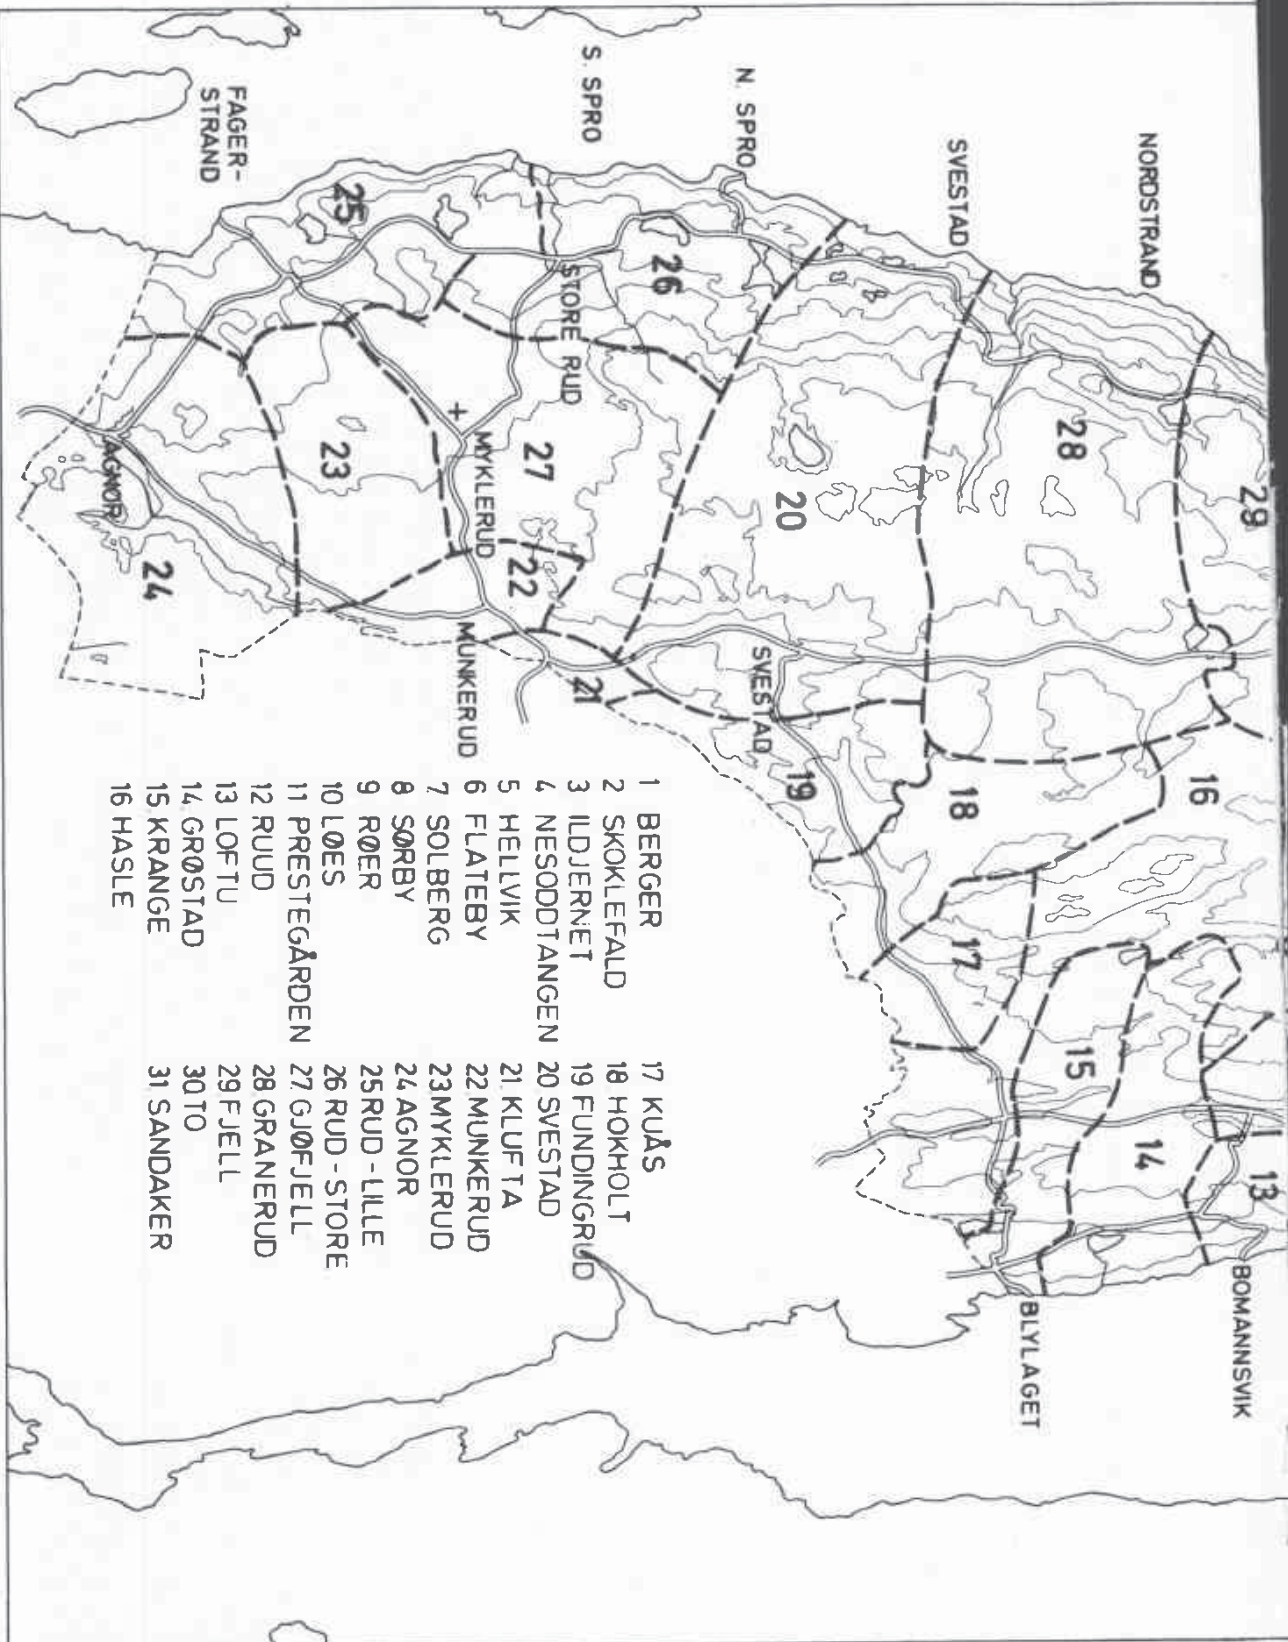 NORDSTRAND
SVESTAD
N. SPRO
S. SPRO
FAGER-
STRAND
29
28
20
26
STORE RUD
25
27
MYKLERUD
23
22
AGNOR
24
MUNKERUD
21
SVESTAD
19
18
16
17
15
14
13
BOMANNSVIK
BLYLAGET
1 BERGER
2 SKOKLEFALD
3 ILDJERNET
4 NESODDTANGEN
5 HELLVIK
6 FLATEBY
7 SOLBERG
8 SØRBY
9 RØER
10 LØES
11 PRESTEGÅRDEN
12 RUUD
13 LOFTU
14. GRØSTAD
15. KRANGE
16 HASLE
17 KUÅS
18 HOKHOLT
19 FUNDINGRUD
20 SVESTAD
21. KLUFTA
22. MUNKERUD
23 MYKLERUD
24 AGNOR
25 RUD-LILLE
26 RUD-STORE
27. GJØFJELL
28. GRANERUD
29 FJELL
30 TO
31. SANDAKER